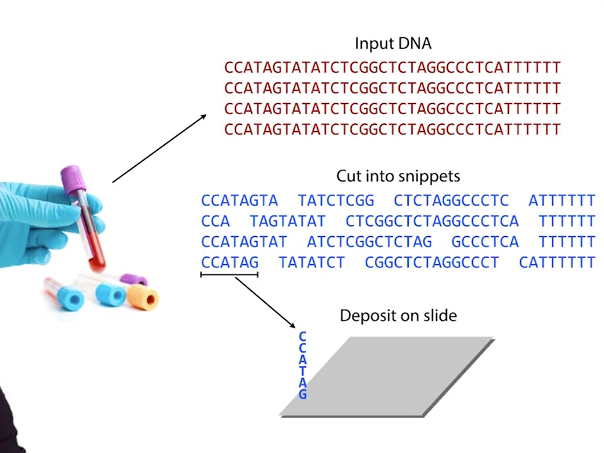 Input DNA
CCATAGTATATCTCGGCTCTAGGCCCTCATTTTTT
CCATAGTATATCTCGGCTCTAGGCCCTCATTTTTT
CCATAGTATATCTCGGCTCTAGGCCCTCATTTTTT
CCATAGTATATCTCGGCTCTAGGCCCTCATTTTTT
Cut into snippets
CCATAGTA TATCTCGG CTCTAGGCCCTC ATTTTTT
CCA TAGTATAT CTCGGCTCTAGGCCCTCA TTTTTT
CCATAGTAT ATCTCGGCTCTAG GCCCTCA TTTTTT
CCATAG TATATCT CGGCTCTAGGCCCT CATTTTTT
Deposit on slide
CCATAG